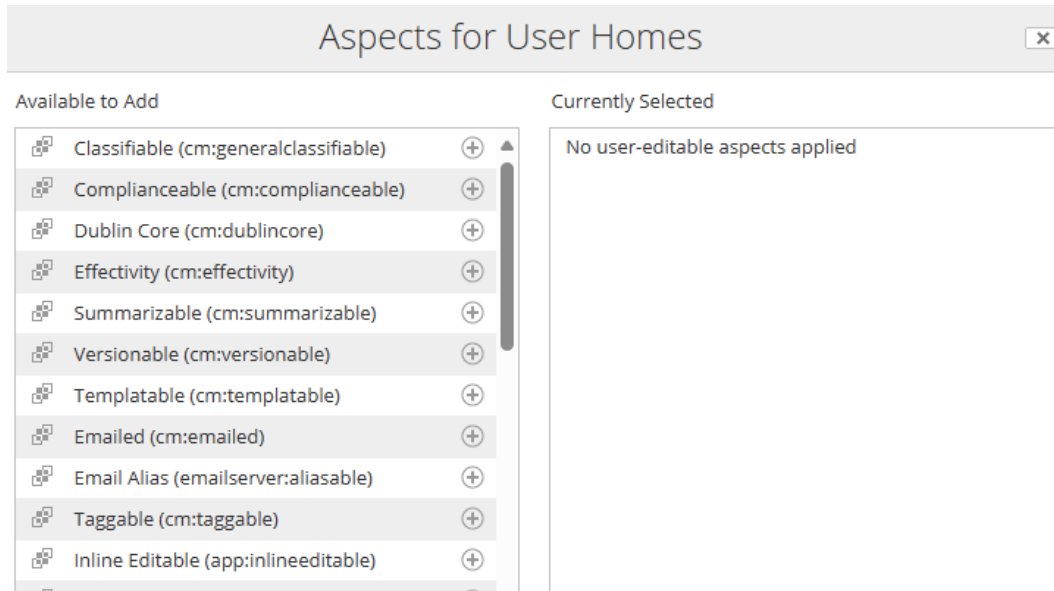 Aspects for User Homes
Available to Add
Classifiable (cm:generalclassifiable)
Complianceable (cm:complianceable)
Dublin Core (cm:dublincore)
Effectivity (cm:effectivity)
Summarizable (cm:summarizable)
Versionable (cm:versionable)
Templatable (cm:templatable)
Emailed (cm:emailed)
Email Alias (emailserver:aliasable)
Taggable (cm:taggable)
Inline Editable (app:inlineeditable)
Currently Selected
No user-editable aspects applied